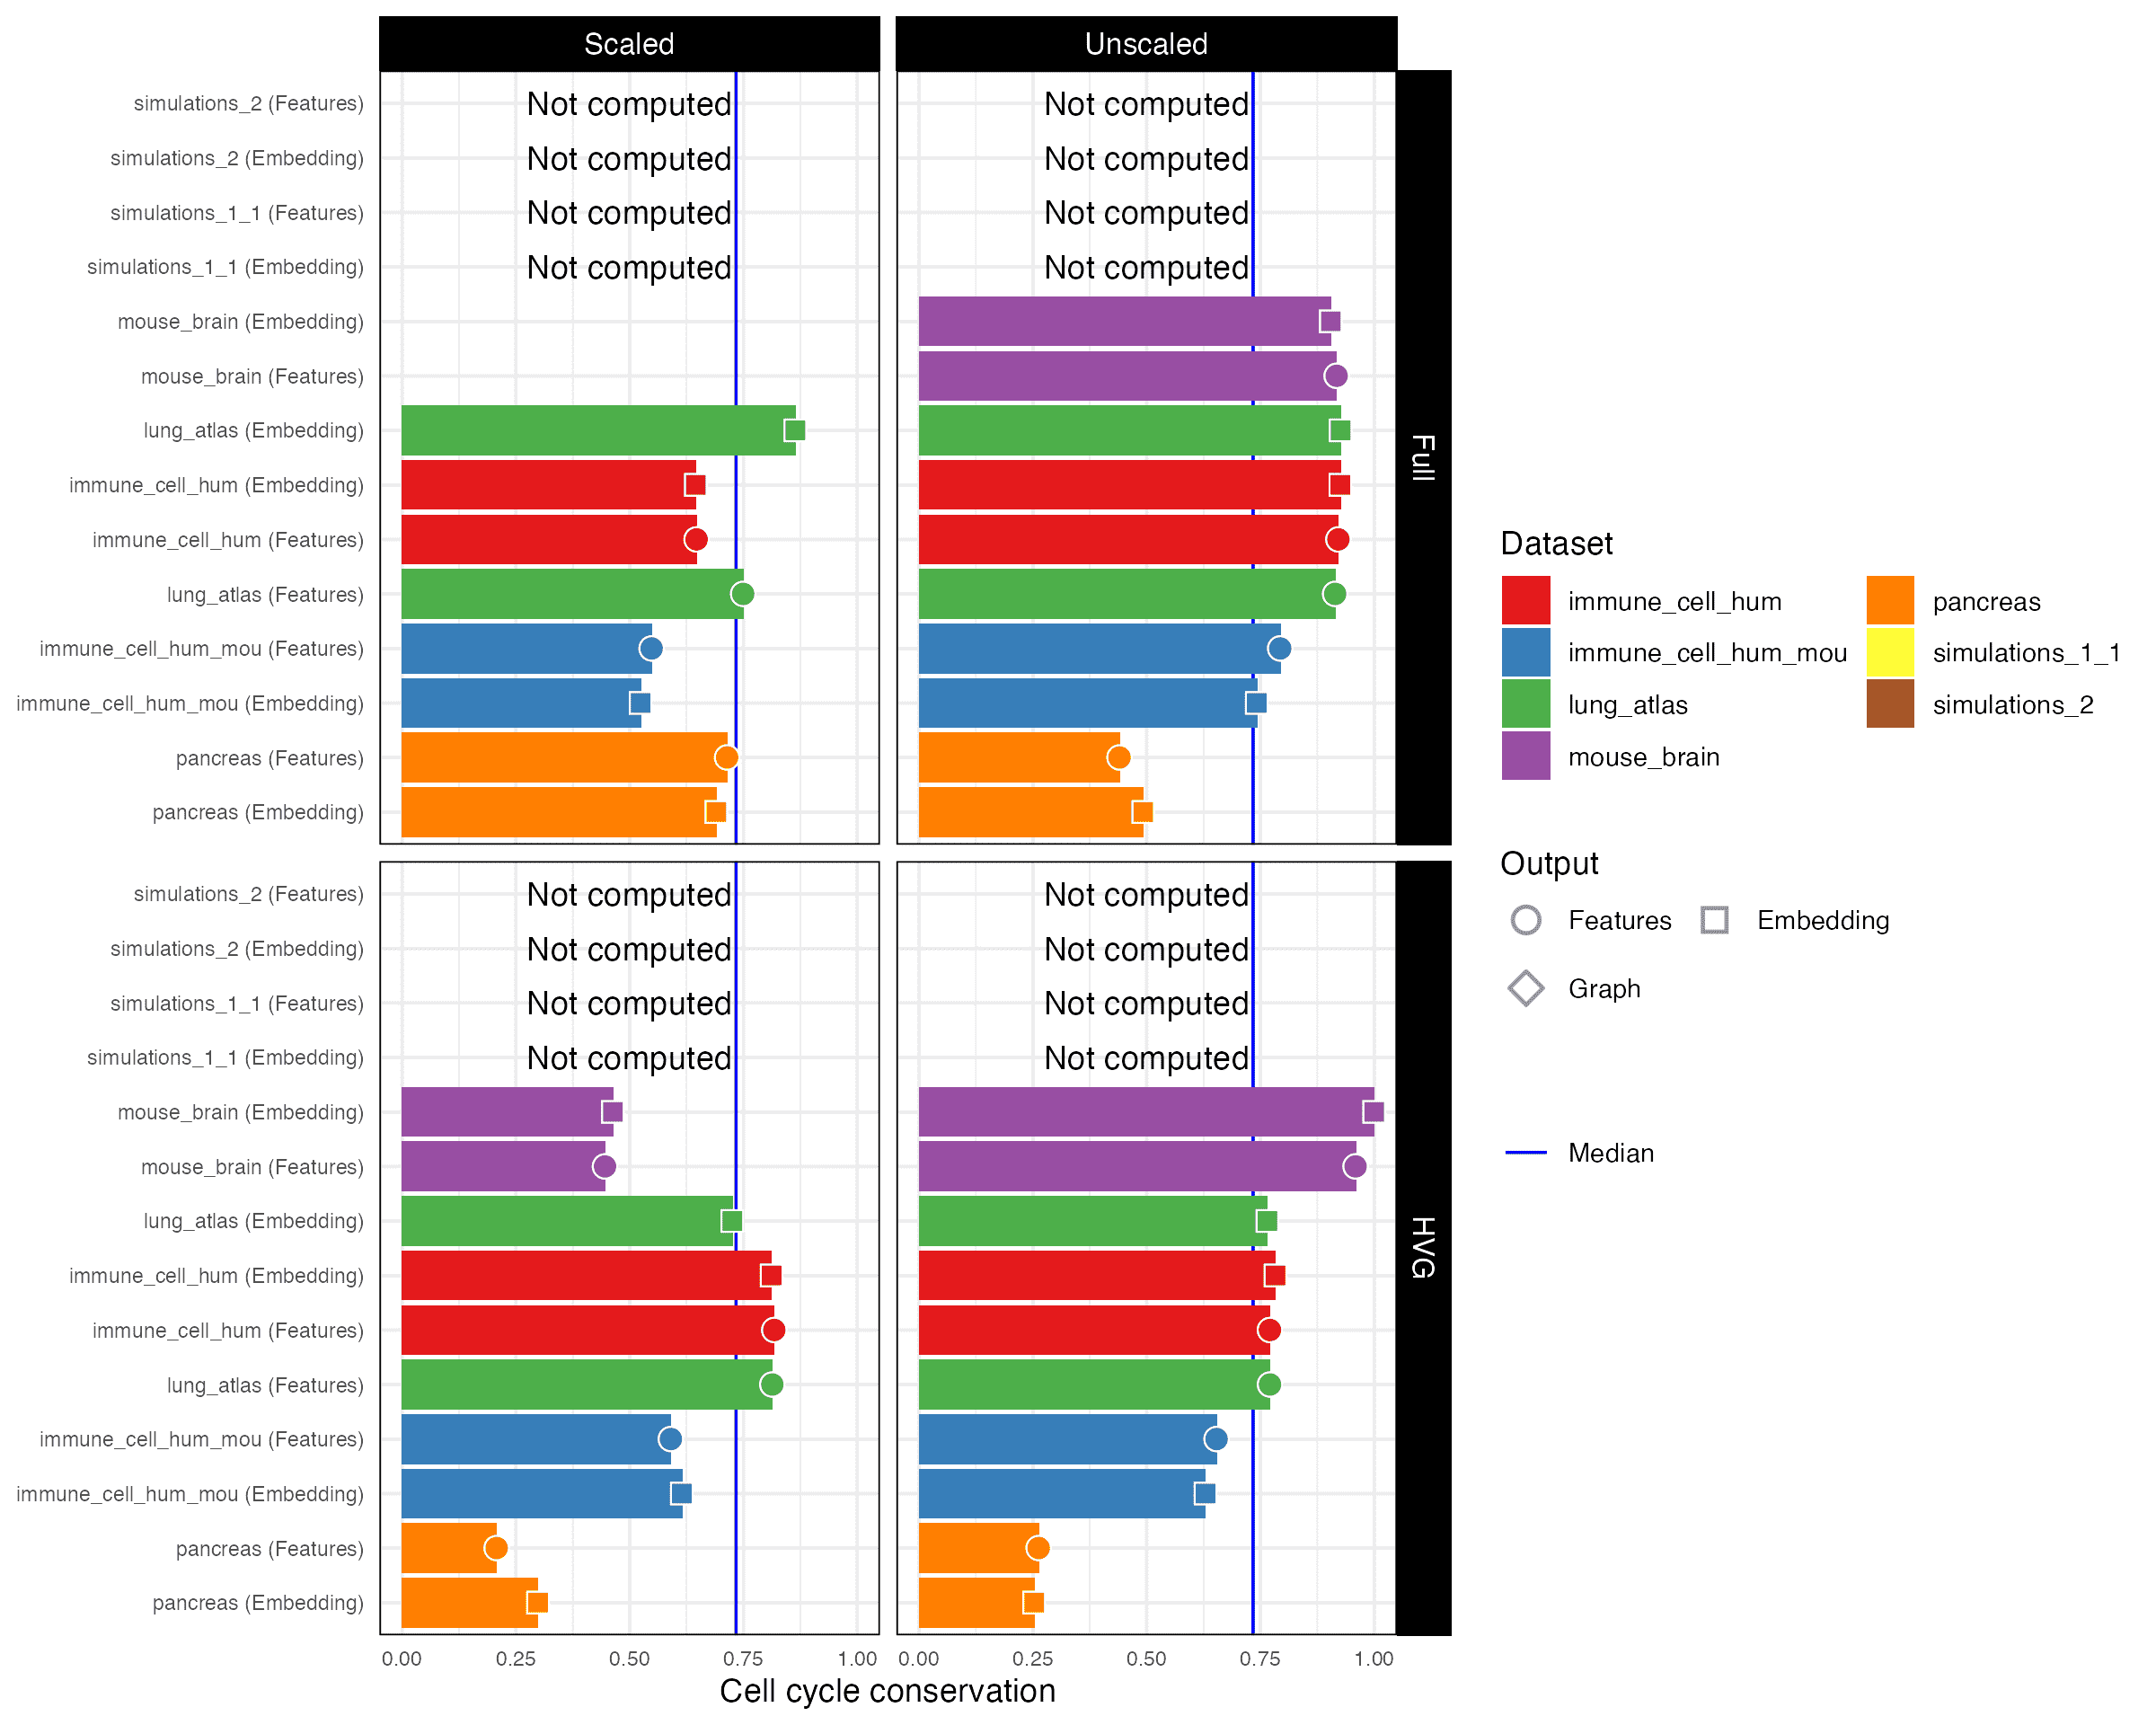 Scaled
Unscaled
simulations_2 (Features)
Not computed
Not computed
simulations_2 (Embedding)
Not computed
Not computed
simulations_1_1 (Features)
Not computed
Not computed
simulations_1_1 (Embedding)
Not computed
Not computed
mouse_brain (Embedding)
mouse_brain (Features)
lung_atlas (Embedding)
immune_cell_hum (Embedding)
immune_cell_hum (Features)
lung_atlas (Features)
immune_cell_hum_mou (Features)
immune_cell_hum_mou (Embedding)
pancreas (Features)
pancreas (Embedding)
Full
simulations_2 (Features)
Not computed
Not computed
simulations_2 (Embedding)
Not computed
Not computed
simulations_1_1 (Features)
Not computed
Not computed
simulations_1_1 (Embedding)
Not computed
Not computed
mouse_brain (Embedding)
mouse_brain (Features)
lung_atlas (Embedding)
immune_cell_hum (Embedding)
immune_cell_hum (Features)
lung_atlas (Features)
immune_cell_hum_mou (Features)
immune_cell_hum_mou (Embedding)
pancreas (Features)
pancreas (Embedding)
HVG
0.00 0.25 0.50 0.75 1.00
0.00 0.25 0.50 0.75 1.00
Cell cycle conservation
Dataset
immune_cell_hum
immune_cell_hum_mou
lung_atlas
mouse_brain
pancreas
simulations_1_1
simulations_2
Output
Features
Embedding
Graph
Median